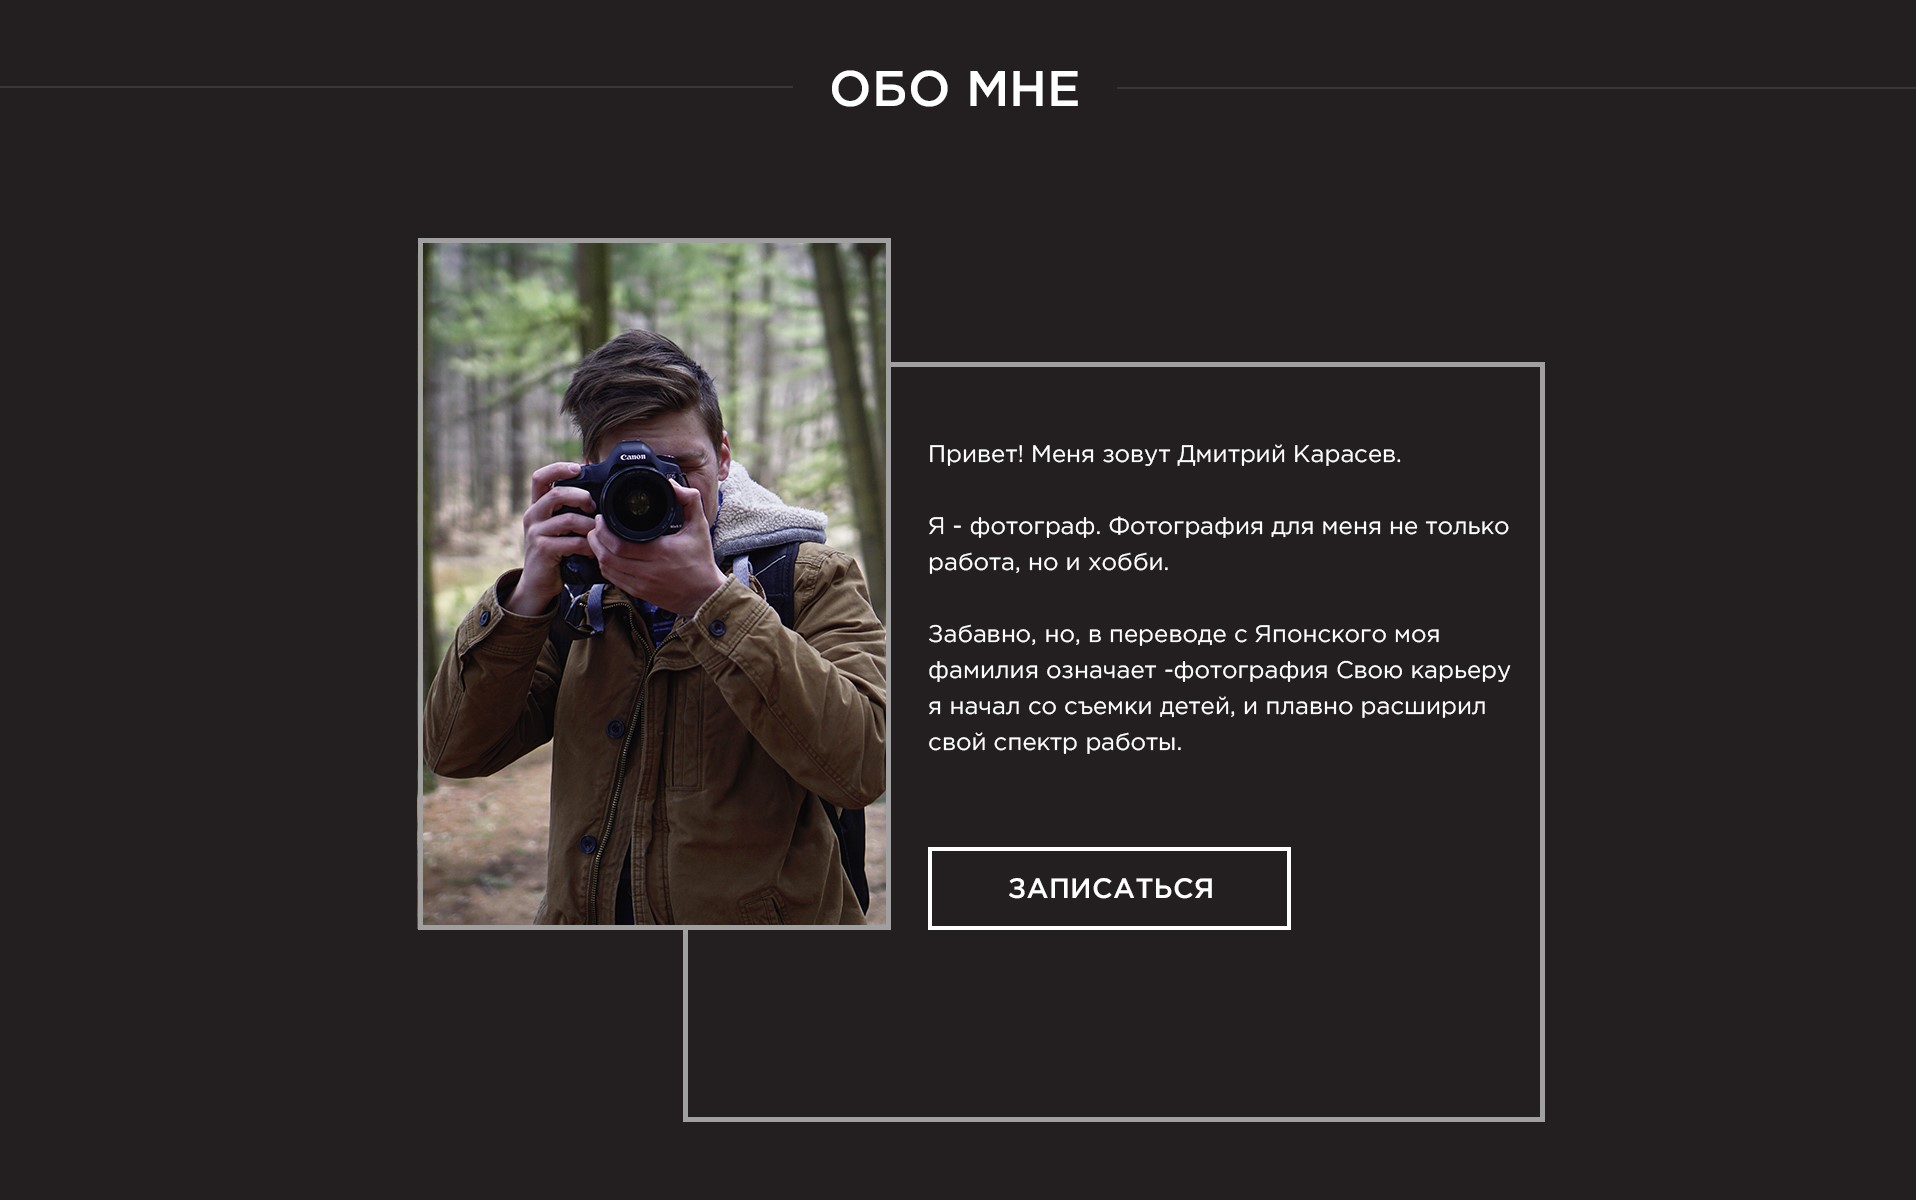 ОБО МНЕ
Canon
Привет! Меня зовут Дмитрий Карасев.
Я - фотограф. Фотография для меня не только
работа, но и хобби.
Забавно, но, в переводе с Японского моя
фамилия означает -фотография Свою карьеру
я начал со съемки детей, и плавно расширил
свой спектр работы.
ЗАПИСАТЬСЯ